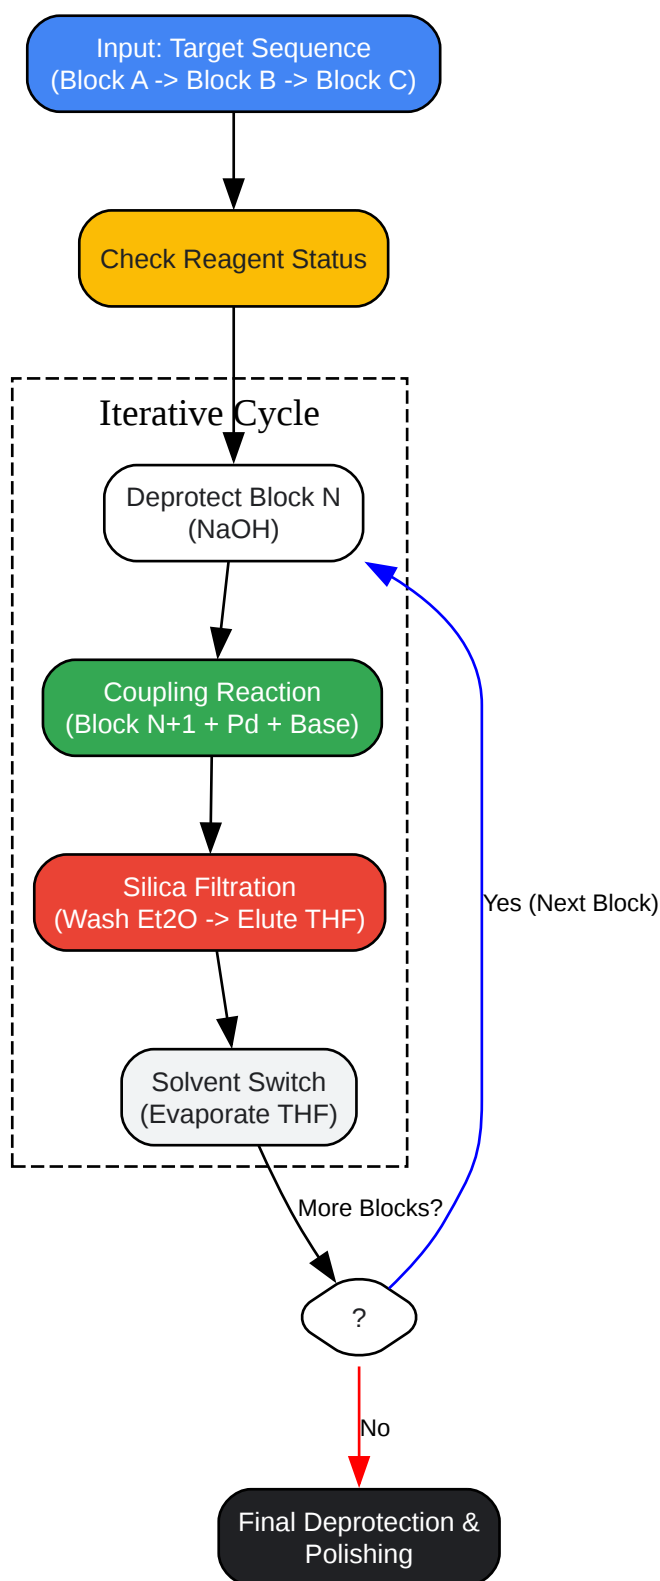 Input: Target Sequence
(Block A -> Block B -> Block C)
Check Reagent Status
Iterative Cycle
Deprotect Block N
(NaOH)
Coupling Reaction
(Block N+1 + Pd + Base)
Silica Filtration
(Wash Et2O -> Elute THF)
Yes (Next Block)
Solvent Switch
(Evaporate THF)
More Blocks?
?
No
Final Deprotection &
Polishing